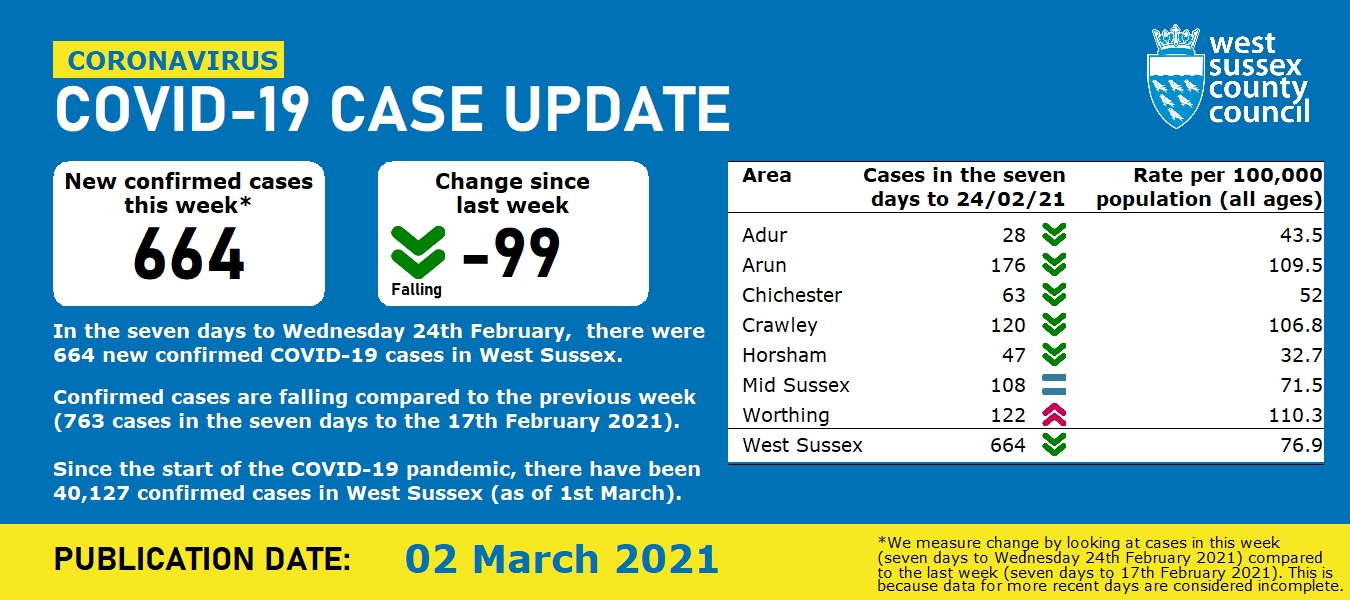 CORONAVIRUS
COVID-19 CASE UPDATE
west
sussex
county
council
New confirmed cases
this week*
664
Change since
last week
-99
Falling
In the seven days to Wednesday 24th February,  there were
664 new confirmed COVID-19 cases in West Sussex.
Confirmed cases are falling compared to the previous week
(763 cases in the seven days to the 17th February 2021).
Since the start of the COVID-19 pandemic, there have been
40,127 confirmed cases in West Sussex (as of 1st March).
Area Cases in the seven Rate per 100,000
days to 24/02/21 population (all ages)
Adur 28 43.5
Arun 176 109.5
Chichester 63 52
Crawley 120 106.8
Horsham 47 32.7
Mid Sussex 108 71.5
Worthing 122 110.3
West Sussex 664 76.9
PUBLICATION DATE: 02 March 2021
*We measure change by looking at cases in this week
(seven days to Wednesday 24th February 2021) compared
to the last week (seven days to 17th February 2021). This is
because data for more recent days are considered incomplete.